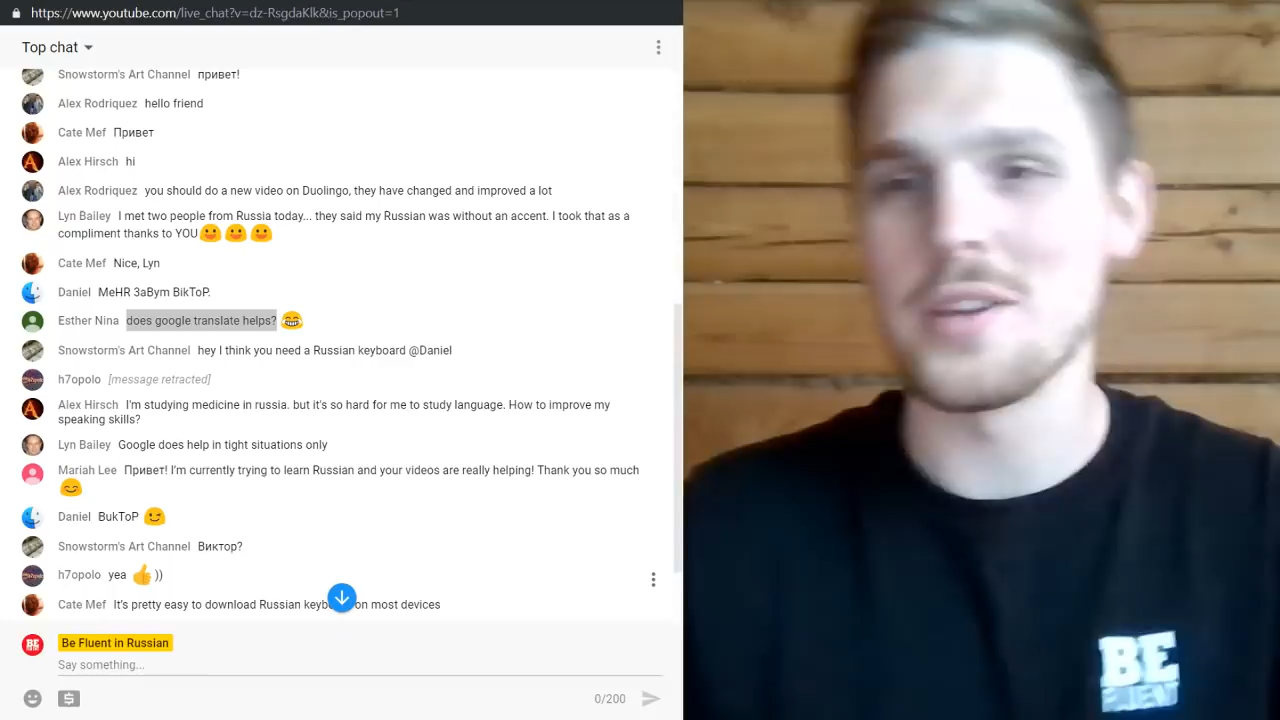 https://www.youtube.com/live_chat?v=dz-RsgdaKlk&is_popout=1
Top chat
Snowstorm's Art Channel привет!
Alex Rodriquez hello friend
Cate Mef Привет
Alex Hirsch hi
Alex Rodriquez you should do a new video on Duolingo, they have changed and improved a lot
Lyn Bailey I met two people from Russia today... they said my Russian was without an accent. I took that as a
compliment thanks to YOU
Cate Mef Nice, Lyn
Daniel MeHR 3aBym BikToP.
Esther Nina does google translate helps?
Snowstorm's Art Channel hey I think you need a Russian keyboard @Daniel
h7opolo [message retracted]
Alex Hirsch I'm studying medicine in russia. but it's so hard for me to study language. How to improve my
speaking skills?
Lyn Bailey Google does help in tight situations only
Mariah Lee Привет! I'm currently trying to learn Russian and your videos are really helping! Thank you so much
Daniel BukToP
Snowstorm's Art Channel Виктор?
h7opolo yea ))
Cate Mef It's pretty easy to download Russian on most devices
Be Fluent in Russian
Say something...
0/200
BE
FLUENT